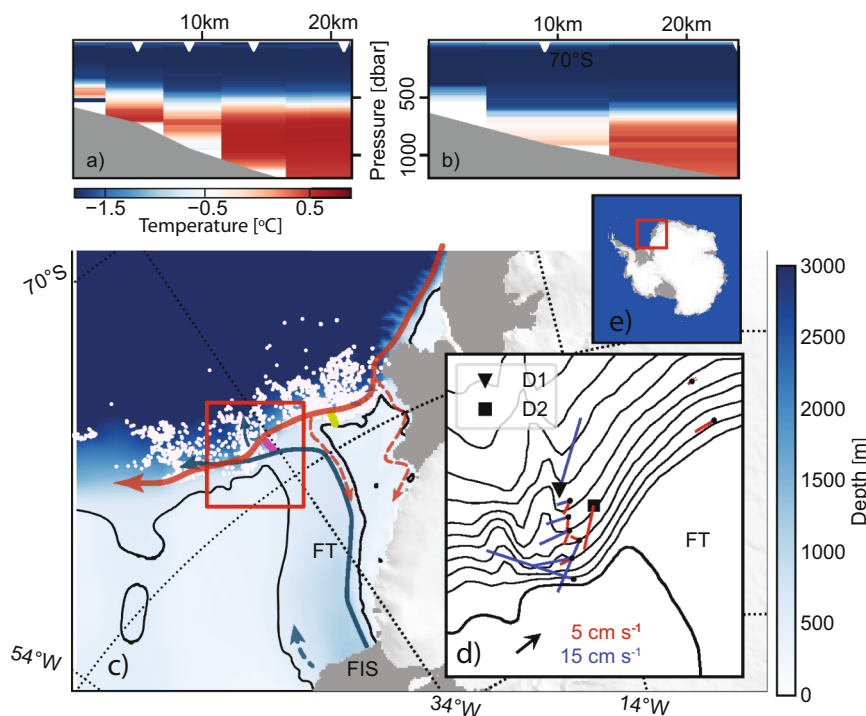 10km
20km
10km
20km
70°S
Pressure [dbar]
500
1000
a)
b)
−1.5
−0.5
0.5
Temperature [°C]
70°S
3000
2500
2000
1500
1000
500
0
Depth [m]
e)
D1
D2
FT
FT
5 cm s⁻¹
15 cm s⁻¹
d)
c)
FIS
54°W
34°W
14°W